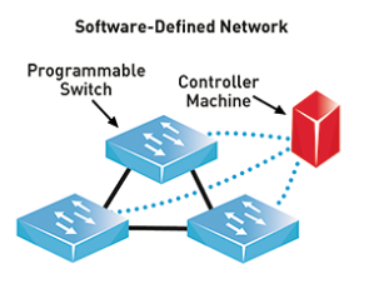 Software-Defined Network
Programmable
Switch
Controller
Machine